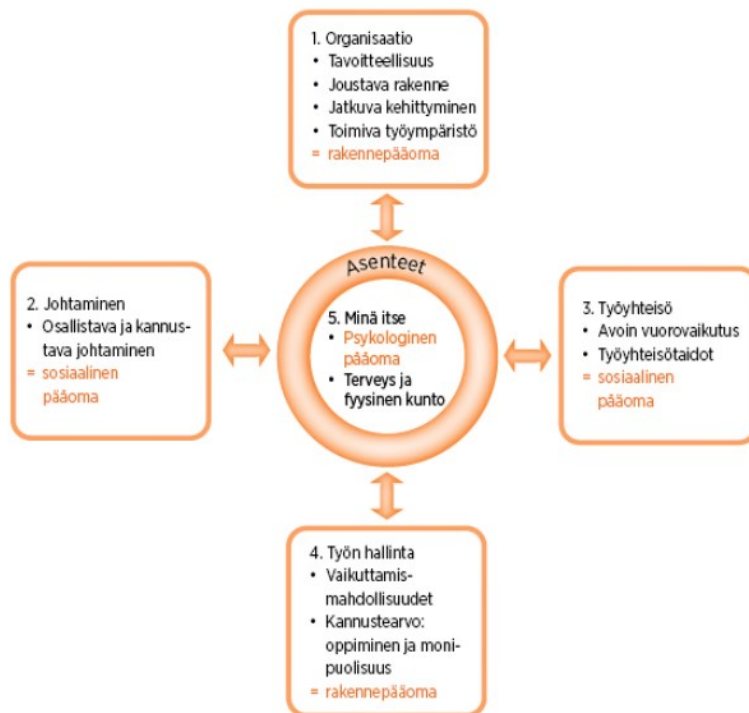 1. Organisaatio
• Tavoitteellisuus
• Joustava rakenne
• Jatkuva kehittyminen
• Toimiva työympäristö
= rakennepääoma
2. Johtaminen
• Osallistava ja kannus-
tava johtaminen
= sosiaalinen
pääoma
Asenteet
5. Minä itse
• Psykologinen
pääoma
• Terveys ja
fyysinen kunto
3. Työyhteisö
• Avoin vuorovaikutus
• Työyhteisötaidot
= sosiaalinen
pääoma
4. Työn hallinta
• Vaikuttamis-
mahdollisuudet
• Kannustearvo:
oppiminen ja moni-
puolisuus
= rakennepääoma